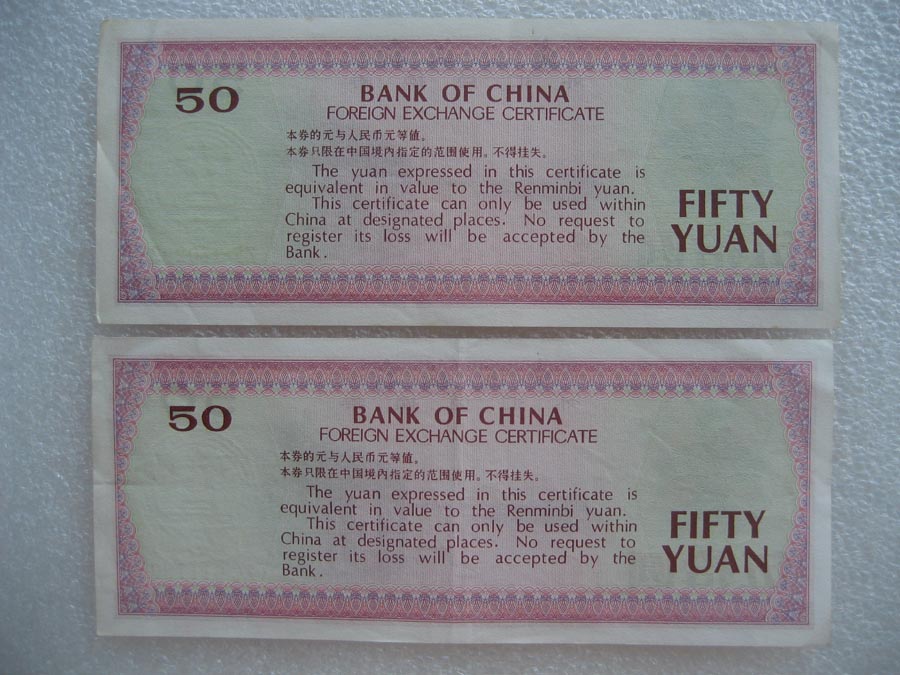 50
BANK OF CHINA
FOREIGN EXCHANGE CERTIFICATE
本券的元与人民币元等值。
本券只限在中国境内指定的范围使用。不得挂失。
The yuan expressed in this certificate is
equivalent in value to the Renminbi yuan.
This certificate can only be used within
China at designated places. No request to
register its loss will be accepted by the
Bank.
FIFTY
YUAN
50
BANK OF CHINA
FOREIGN EXCHANGE CERTIFICATE
本券的元与人民币元等值。
本券只限在中国境内指定的范围使用。不得挂失。
The yuan expressed in this certificate is
equivalent in value to the Renminbi yuan.
This certificate can only be used within
China at designated places. No request to
register its loss will be accepted by the
Bank.
FIFTY
YUAN